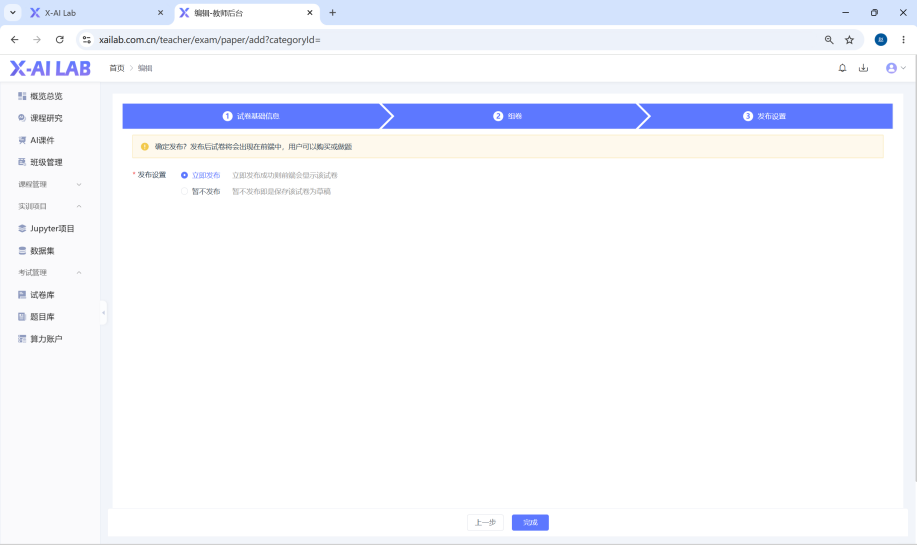 X-AI Lab
编辑-教师后台
xailab.com.cn/teacher/exam/paper/add?categoryId=
X-AI LAB
首页 > 编辑
概览总览
课程研究
AI课件
班级管理
课程管理
实训项目
Jupyter项目
数据集
考试管理
试卷库
题目库
算力账户
1 试卷基础信息
2 组卷
3 发布设置
确定发布？发布后试卷将会出现在前端中，用户可以购买或做题
* 发布设置
立即发布 立即发布成功则前端会显示该试卷
暂不发布 暂不发布即是保存该试卷为草稿
上一步
完成